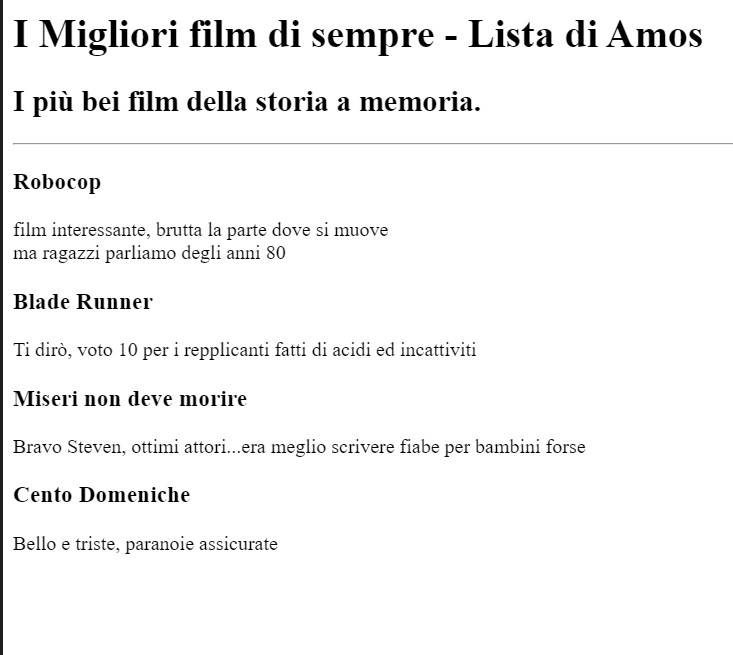 I Migliori film di sempre - Lista di Amos
I più bei film della storia a memoria.
Robocop
film interessante, brutta la parte dove si muove
ma ragazzi parliamo degli anni 80
Blade Runner
Ti dirò, voto 10 per i repplicanti fatti di acidi ed incattiviti
Miseri non deve morire
Bravo Steven, ottimi attori...era meglio scrivere fiabe per bambini forse
Cento Domeniche
Bello e triste, paranoie assicurate